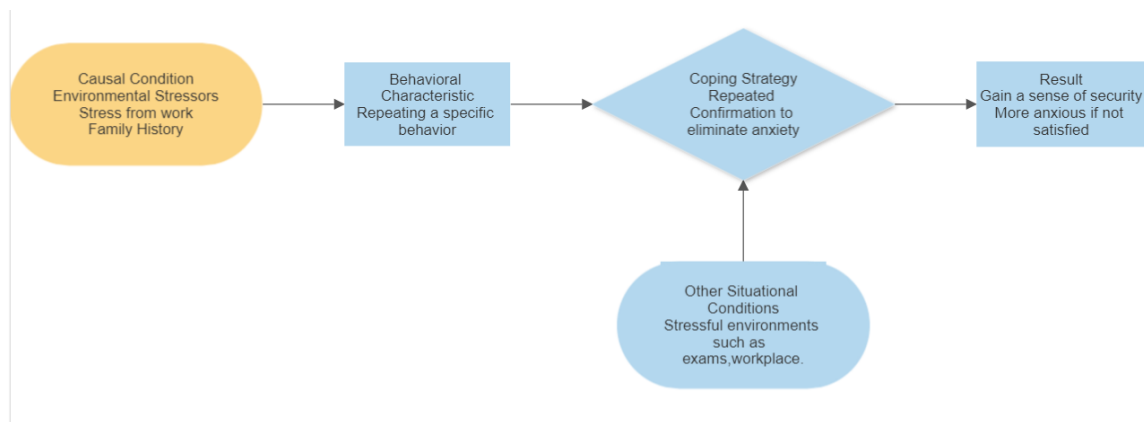 Causal Condition
Environmental Stressors
Stress from work
Family History
Behavioral
Characteristic
Repeating a specific
behavior
Coping Strategy
Repeated
Confirmation to
eliminate anxiety
Result
Gain a sense of security
More anxious if not
satisfied
Other Situational
Conditions
Stressful environments
such as
exams,workplace.